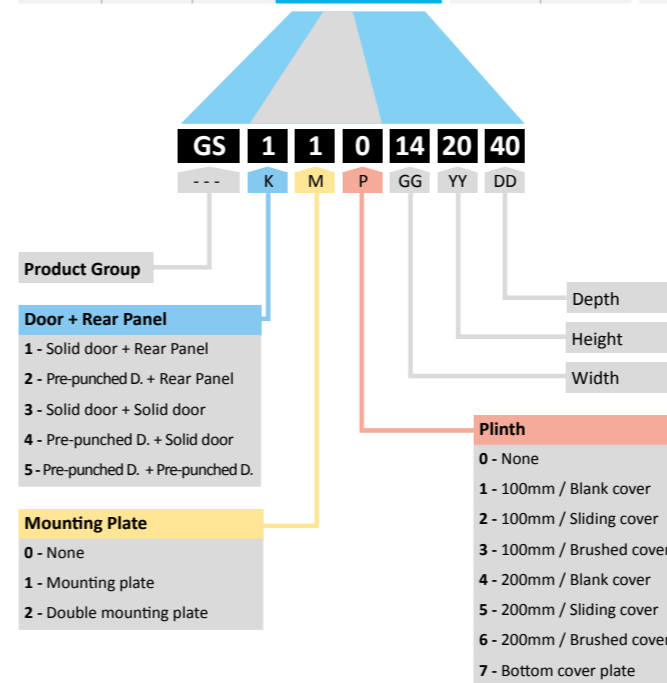 GS 1 1 0 14 20 40
--- K M P GG YY DD
Product Group
Door + Rear Panel
1 - Solid door + Rear Panel
2 - Pre-punched D. + Rear Panel
3 - Solid door + Solid door
4 - Pre-punched D. + Solid door
5 - Pre-punched D. + Pre-punched D.
Mounting Plate
0 - None
1 - Mounting plate
2 - Double mounting plate
Depth
Height
Width
Plinth
0 - None
1 - 100mm / Blank cover
2 - 100mm / Sliding cover
3 - 100mm / Brushed cover
4 - 200mm / Blank cover
5 - 200mm / Sliding cover
6 - 200mm / Brushed cover
7 - Bottom cover plate